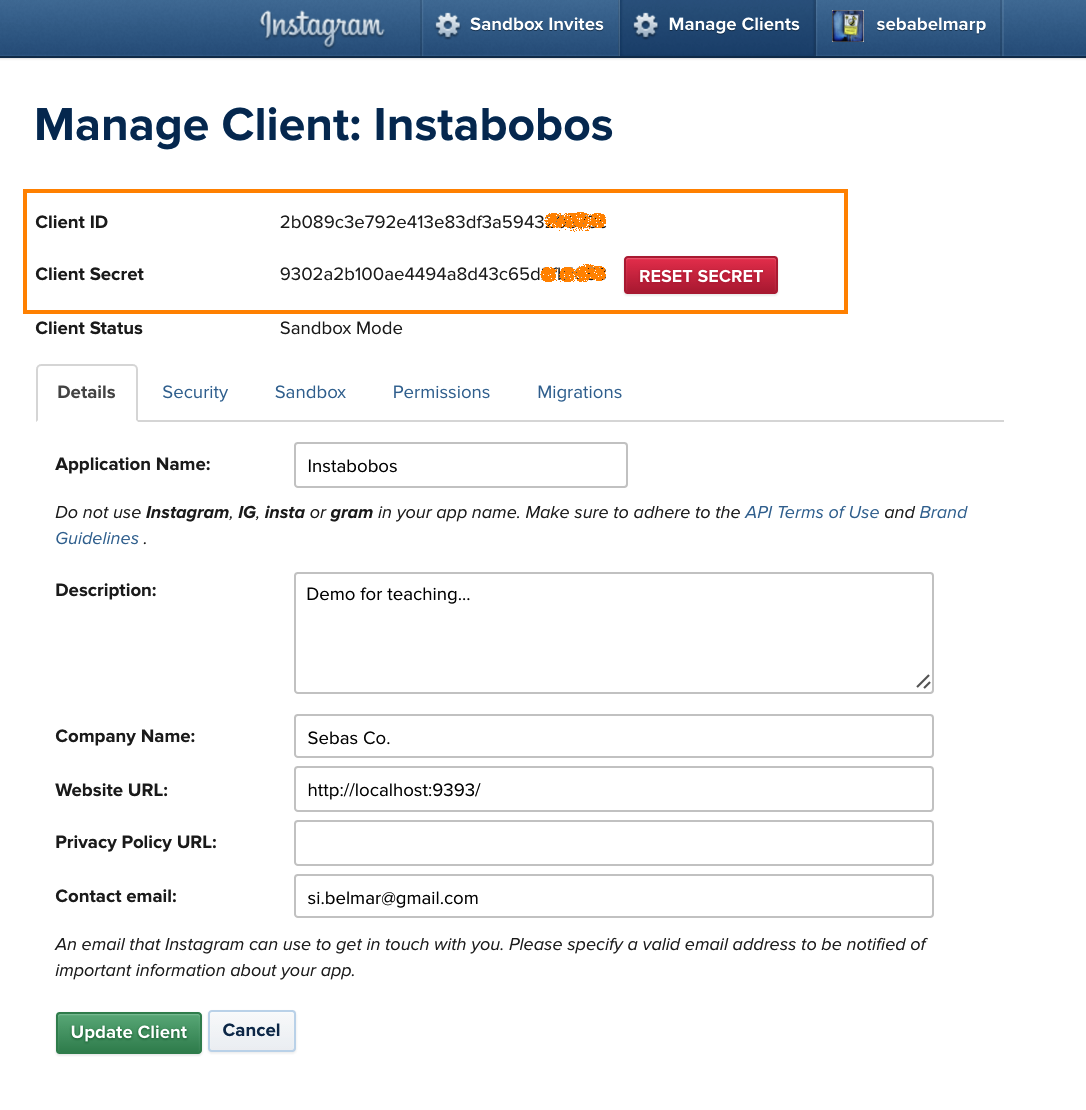 Instagram Sandbox Invites Manage Clients sebabelmarp
Manage Client: Instabobos
Client ID 2b089c3e792e413e83df3a5943
Client Secret 9302a2b100ae4494a8d43c65d RESET SECRET
Client Status Sandbox Mode
Details Security Sandbox Permissions Migrations
Application Name: Instabobos
Do not use Instagram, IG, insta or gram in your app name. Make sure to adhere to the API Terms of Use and Brand
Guidelines .
Description: Demo for teaching...
Company Name: Sebas Co.
Website URL: http://localhost:9393/
Privacy Policy URL:
Contact email: si.belmar@gmail.com
An email that Instagram can use to get in touch with you. Please specify a valid email address to be notified of
important information about your app.
Update Client Cancel